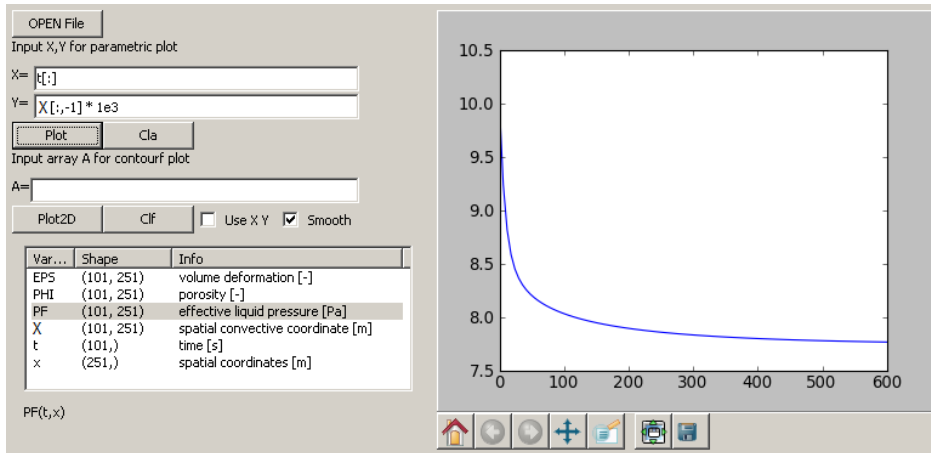 OPEN File
Input X,Y for parametric plot
X= t[:]
Y= X[:,-1]* 1e3
Plot Cla
Input array A for contourf plot
A=
Plot2D Clf Use X Y Smooth
Var... Shape Info
EPS (101, 251) volume deformation [-]
PHI (101, 251) porosity [-]
PF (101, 251) effective liquid pressure [Pa]
X (101, 251) spatial convective coordinate [m]
t (101,) time [s]
x (251,) spatial coordinates [m]
PF(t,x)
10.5
10.0
9.5
9.0
8.5
8.0
7.5
0 100 200 300 400 500 600